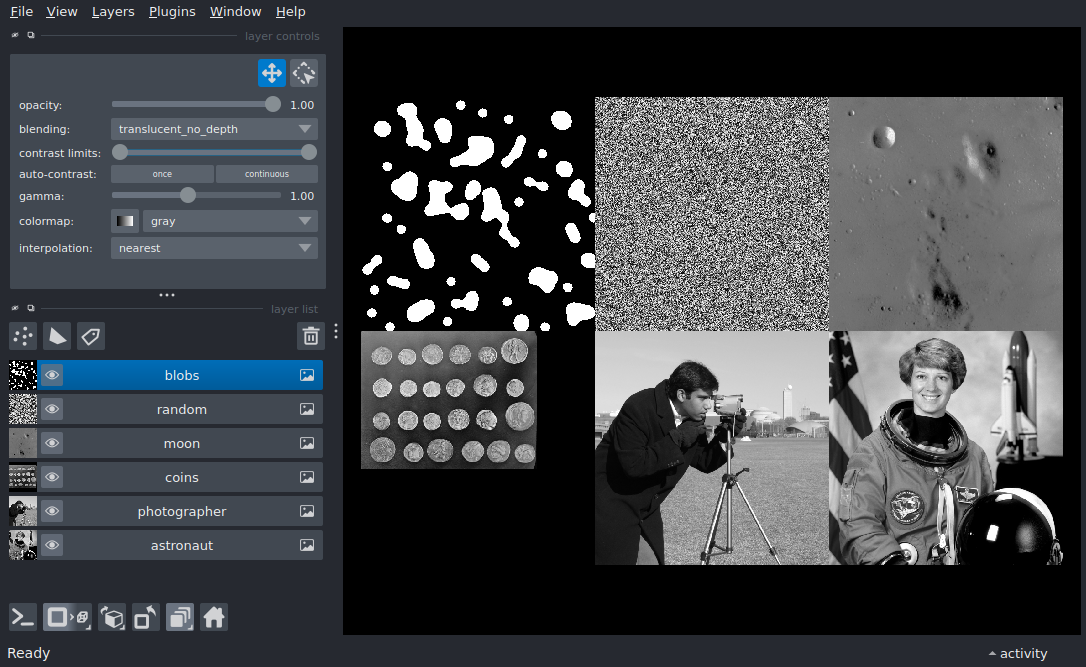 File View Layers Plugins Window Help
layer controls
opacity: 1.00
blending: translucent_no_depth
contrast limits:
auto-contrast: once continuous
gamma: 1.00
colormap: gray
interpolation: nearest
layer list
blobs
random
moon
coins
photographer
astronaut
Ready
activity